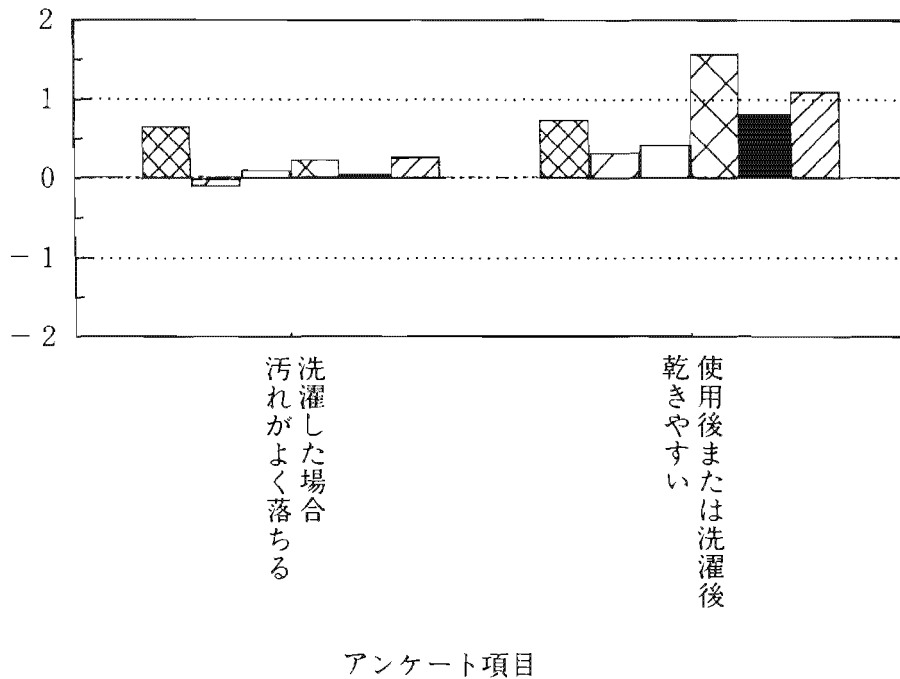 2
1
0
－1
－2
洗濯した場合
汚れがよく落ちる
使用後または洗濯後
乾きやすい
アンケート項目